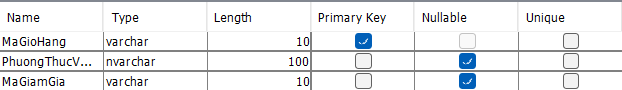 Name Type Length Primary Key Nullable Unique
MaGioHang varchar 10
PhuongThucV... nvarchar 100
MaGiamGia varchar 10